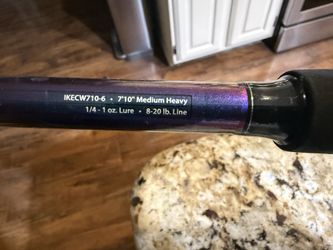 IKECW710-6 • 7'10" Medium Heavy
1/4 - 1 oz. Lure • 8-20 lb. Line